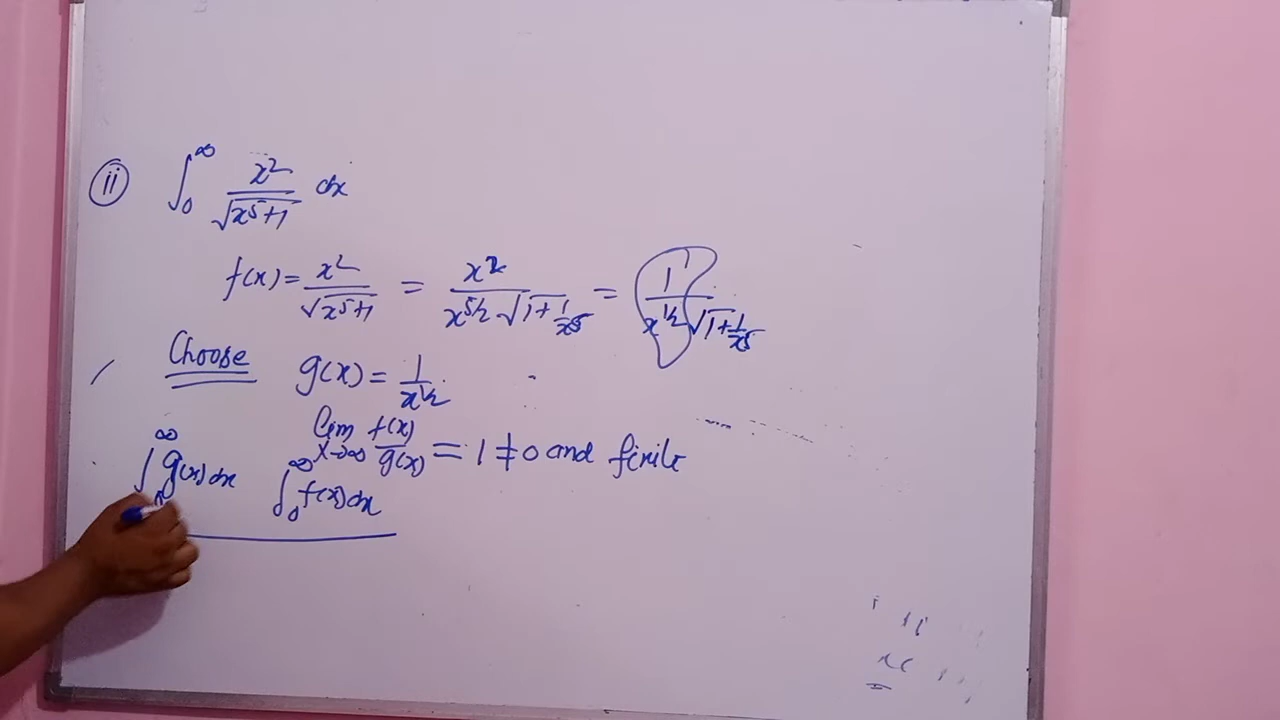 (ii) ∫₀^∞ x²/√(x⁵+1) dx
f(x) = x²/√(x⁵+1) = x²/(x^(5/2) √(1+1/x⁵)) = 1/(x^(1/2) √(1+1/x⁵))
Choose g(x) = 1/x^(1/2)
Lim x→∞ f(x)/g(x) = 1 ≠ 0 and finite
∫₀^∞ g(x) dx ∫₀^∞ f(x) dx